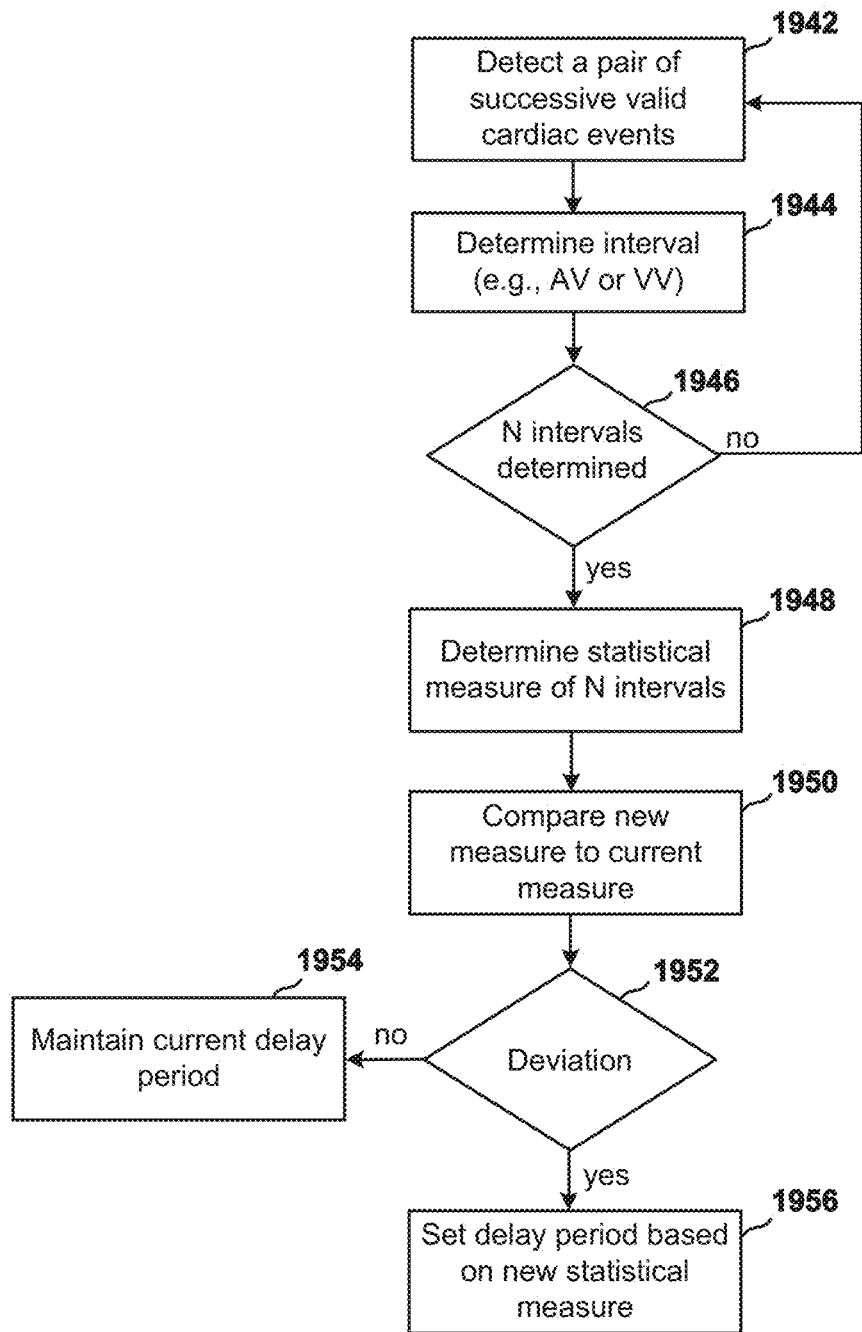 1942
Detect a pair of
successive valid
cardiac events
1944
Determine interval
(e.g., AV or VV)
1946
N intervals
determined
no
yes
1948
Determine statistical
measure of N intervals
1950
Compare new
measure to current
measure
1952
Deviation
no
1954
Maintain current delay
period
yes
1956
Set delay period based
on new statistical
measure